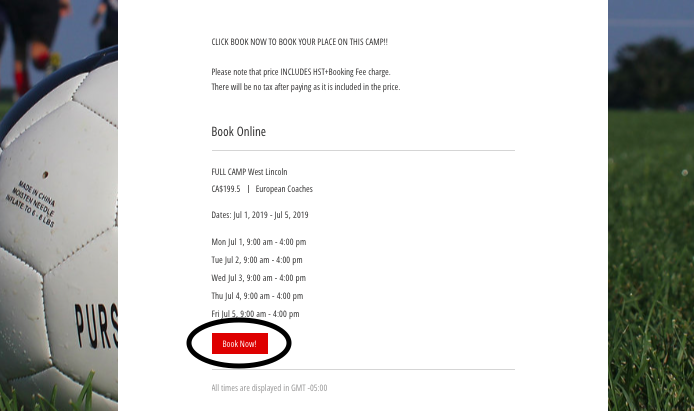 CLICK BOOK NOW TO BOOK YOUR PLACE ON THIS CAMP!!
Please note that price INCLUDES HST+Booking Fee charge.
There will be no tax after paying as it is included in the price.
Book Online
FULL CAMP West Lincoln
CA$199.5 | European Coaches
Dates: Jul 1, 2019 - Jul 5, 2019
Mon Jul 1, 9:00 am - 4:00 pm
Tue Jul 2, 9:00 am - 4:00 pm
Wed Jul 3, 9:00 am - 4:00 pm
Thu Jul 4, 9:00 am - 4:00 pm
Fri Jul 5, 9:00 am - 4:00 pm
Book Now!
All times are displayed in GMT -05:00
MADE IN CHINA
MOISTEN NEEDLE
INFLATE TO 6 - 8 LBS
PURS